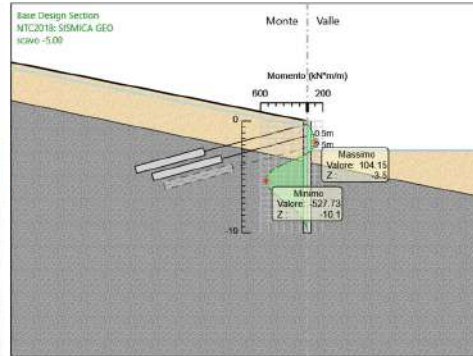 Base Design Section
NTC2018: SISMICA GEO
scavo -5.00
Monte
Valle
Momento (kN*m/m)
600
200
0
0.5m
2.5m
Massimo
Valore: 104.15
Z : -3.5
Minimo
Valore: -527.73
Z : -10.1
-10